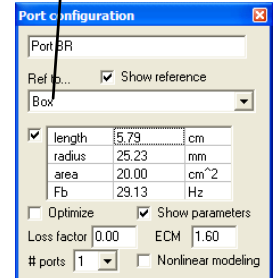 Port configuration
Port BR
Ref to... Show reference
Box
length 5.79 cm
radius 25.23 mm
area 20.00 cm^2
Fb 29.13 Hz
Optimize Show parameters
Loss factor 0.00 ECM 1.60
# ports 1 Nonlinear modeling